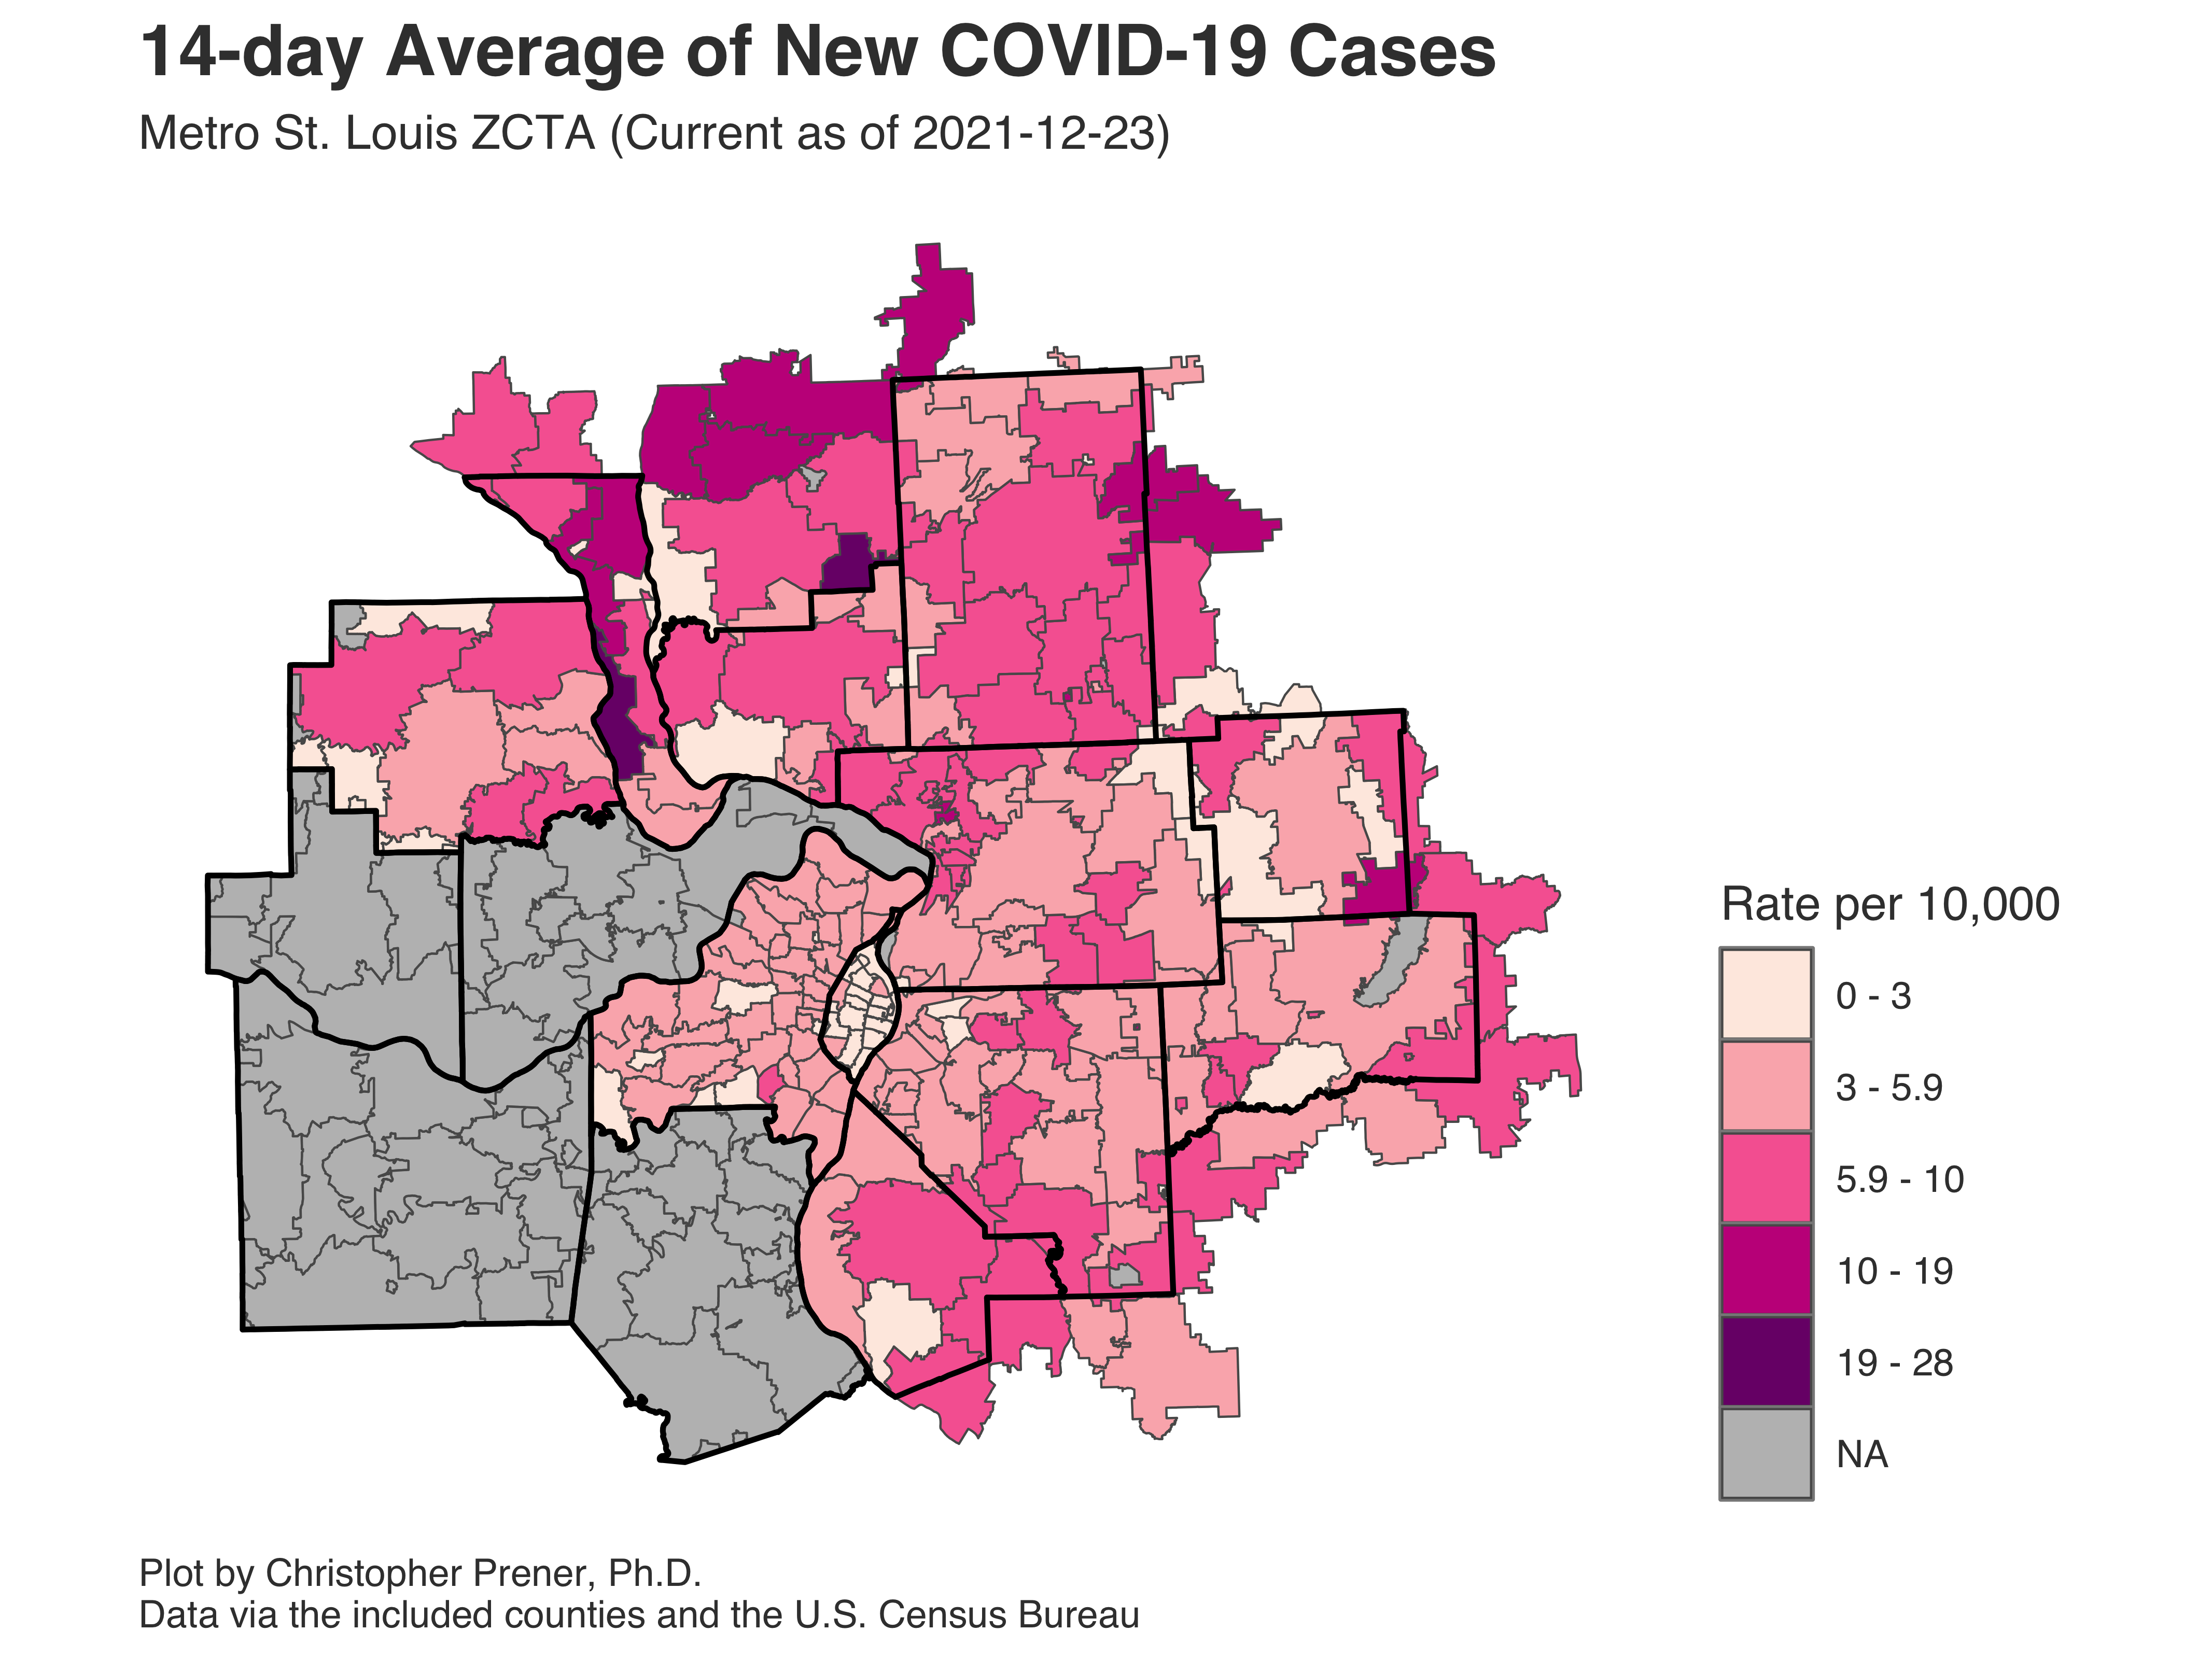 14-day Average of New COVID-19 Cases
Metro St. Louis ZCTA (Current as of 2021-12-23)
Rate per 10,000
0 - 3
3 - 5.9
5.9 - 10
10 - 19
19 - 28
NA
Plot by Christopher Prener, Ph.D.
Data via the included counties and the U.S. Census Bureau